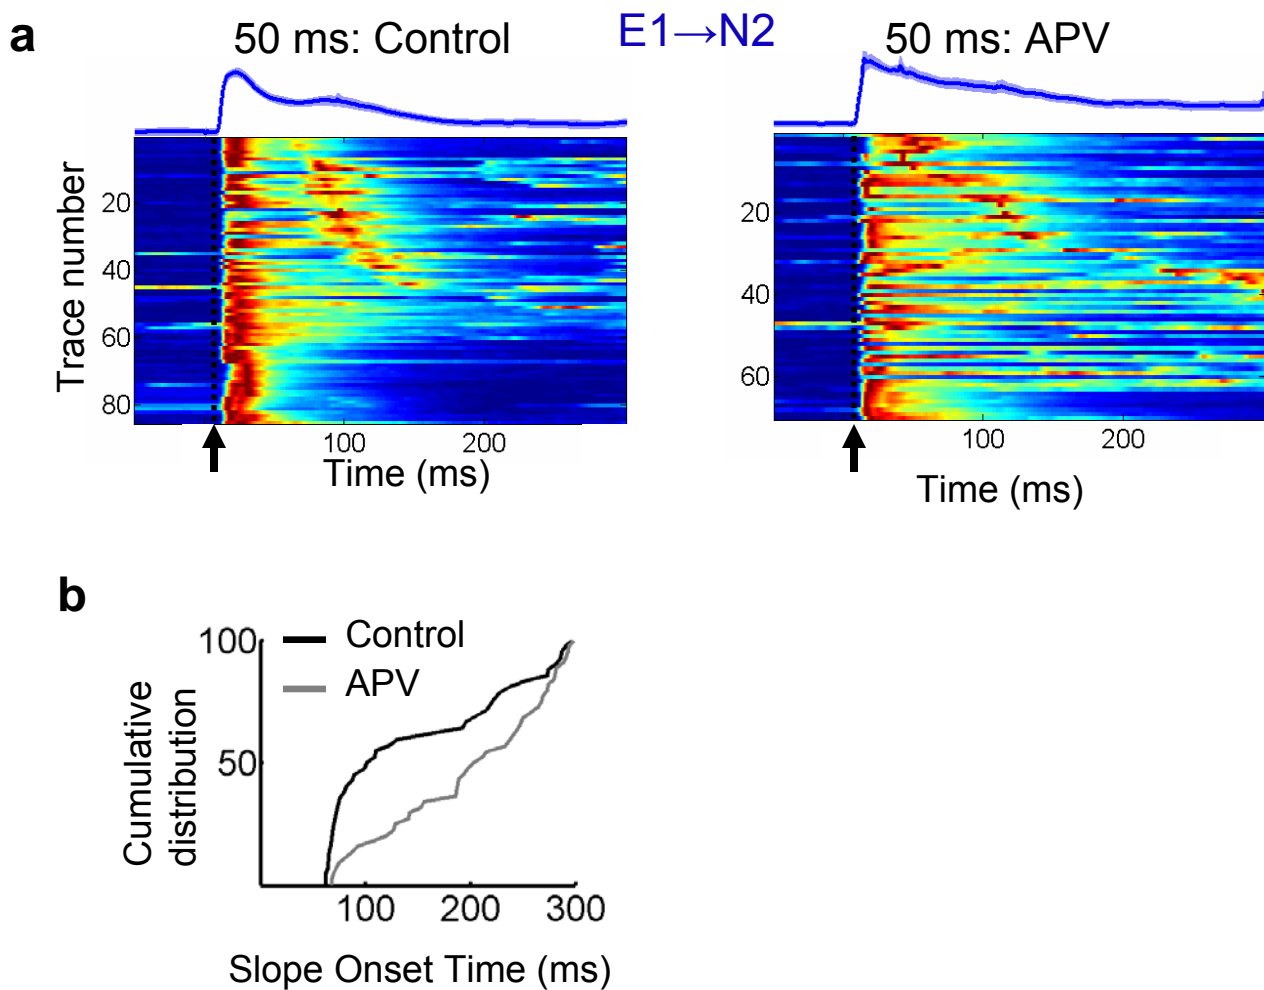 a
50 ms: Control
E1→N2
50 ms: APV
Trace number
20
40
60
80
100
200
Time (ms)
20
40
60
100
200
Time (ms)
b
Control
APV
Cumulative
distribution
100
50
100
200
300
Slope Onset Time (ms)